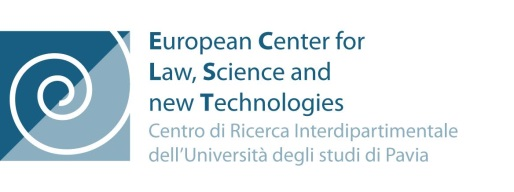 European Center for
Law, Science and
new Technologies
Centro di Ricerca Interdipartimentale
dell'Università degli studi di Pavia